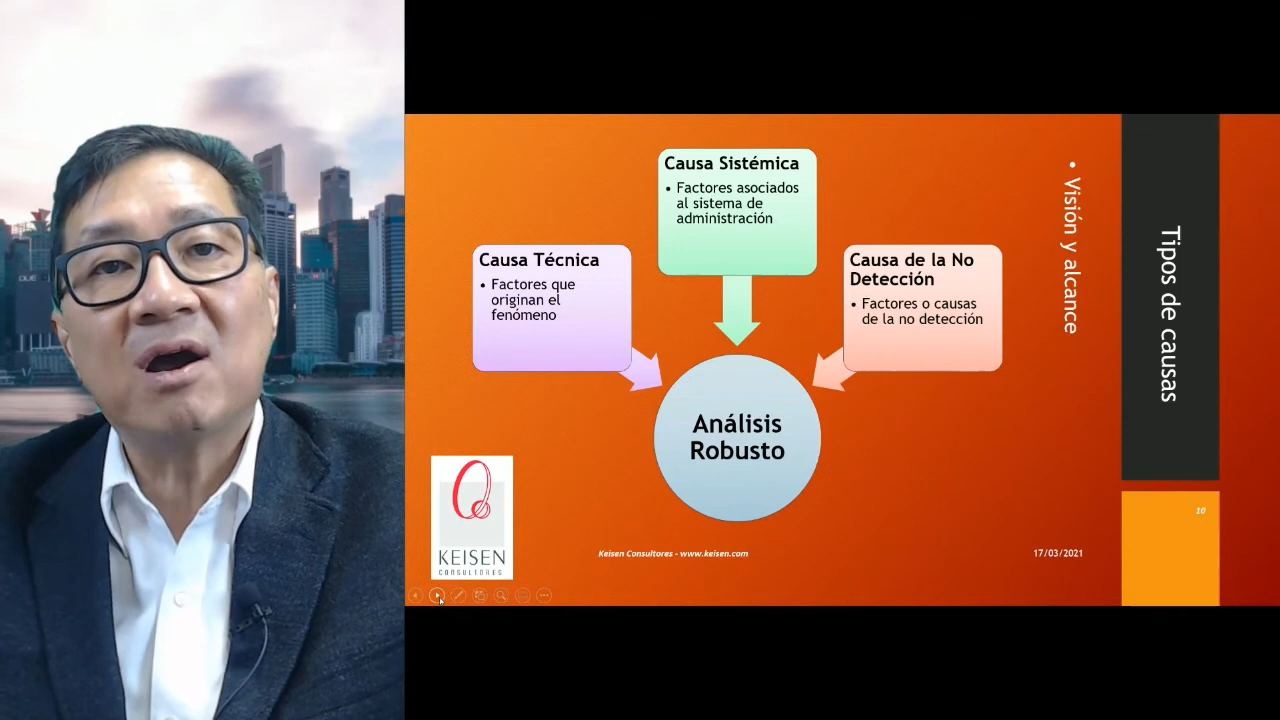 Tipos de causas
• Visión y alcance
Causa Sistémica
• Factores asociados
al sistema de
administración
Causa Técnica
• Factores que
originan el
fenómeno
Causa de la No
Detección
• Factores o causas
de la no detección
Análisis
Robusto
KEISEN
CONSULTORES
Keisen Consultores - www.keisen.com
17/03/2021
10